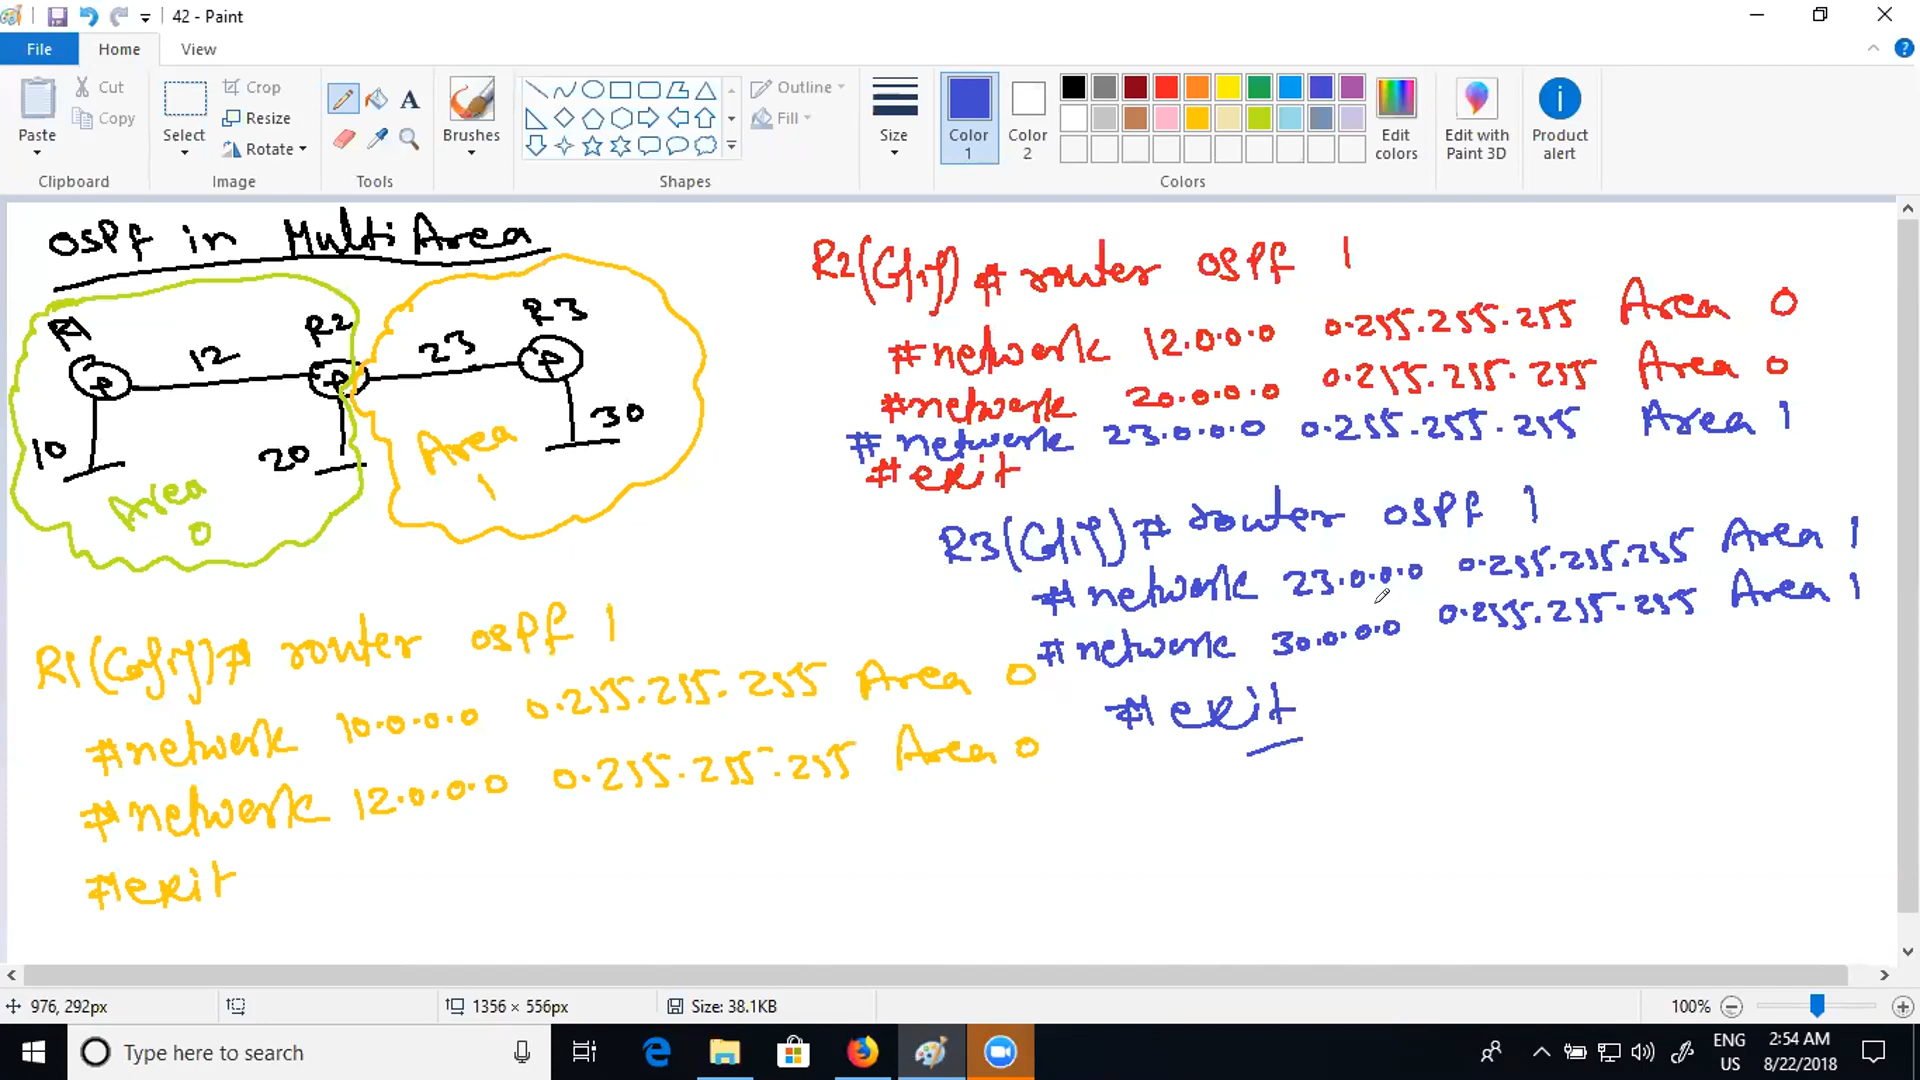 42 - Paint
File
Home
View
Paste
Cut
Copy
Clipboard
Select
Crop
Resize
Rotate
Image
A
Tools
Brushes
Outline
Fill
Shapes
Size
Color 1
Color 2
Edit colors
Edit with Paint 3D
Product alert
Colors
OSPf in MultiArea
R1
12
R2
23
R3
10
20
30
Area 0
Area 1
R2(Config) # router OSPf 1
#network 12.0.0.0 0.255.255.255 Area 0
#network 20.0.0.0 0.255.255.255 Area 0
# network 23.0.0.0 0.255.255.255 Area 1
#exit
R3(Config)# router OSPf 1
#network 23.0.0.0 0.255.255.255 Area 1
#network 30.0.0.0 0.255.255.255 Area 1
#exit
R1(Config)# router OSPf 1
#network 10.0.0.0 0.255.255.255 Area 0
#network 12.0.0.0 0.255.255.255 Area 0
#exit
976, 292px
1356 × 556px
Size: 38.1KB
100%
Type here to search
ENG
US
2:54 AM
8/22/2018